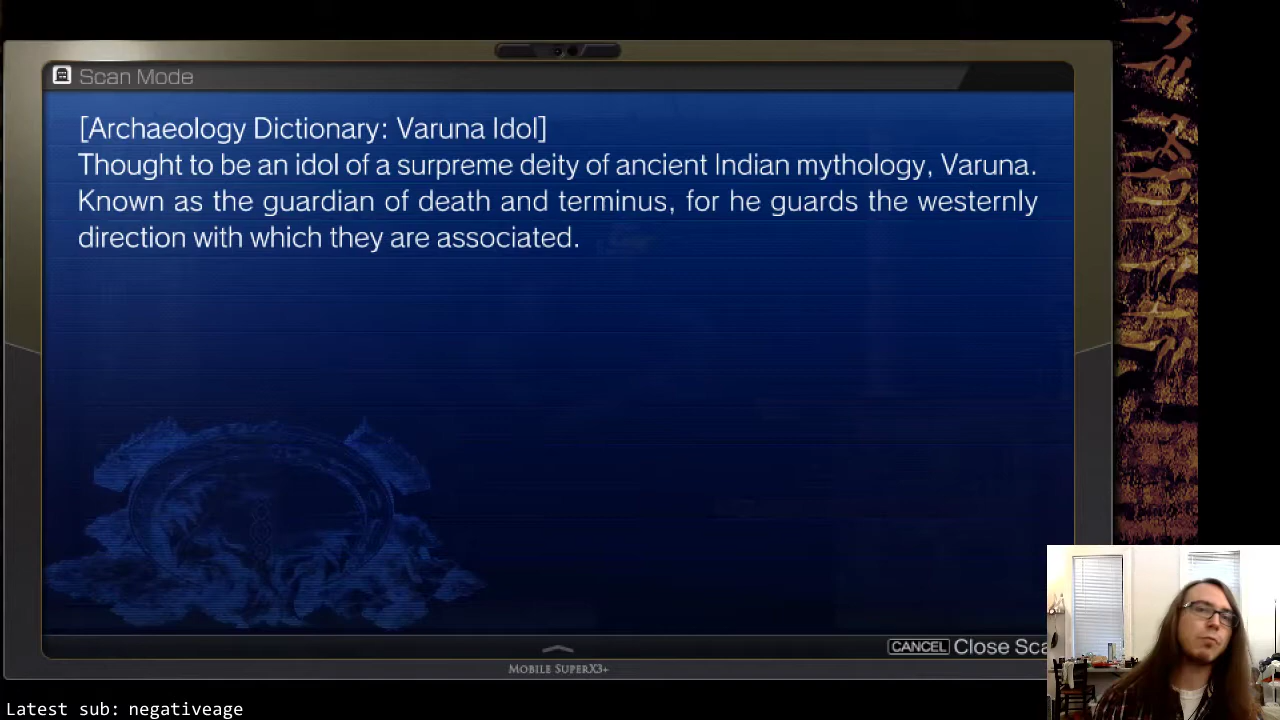 Scan Mode
[Archaeology Dictionary: Varuna Idol]
Thought to be an idol of a surpreme deity of ancient Indian mythology, Varuna.
Known as the guardian of death and terminus, for he guards the westernly
direction with which they are associated.
CANCEL Close Sca
MOBILE SUPERX3+
Latest sub: negativeage